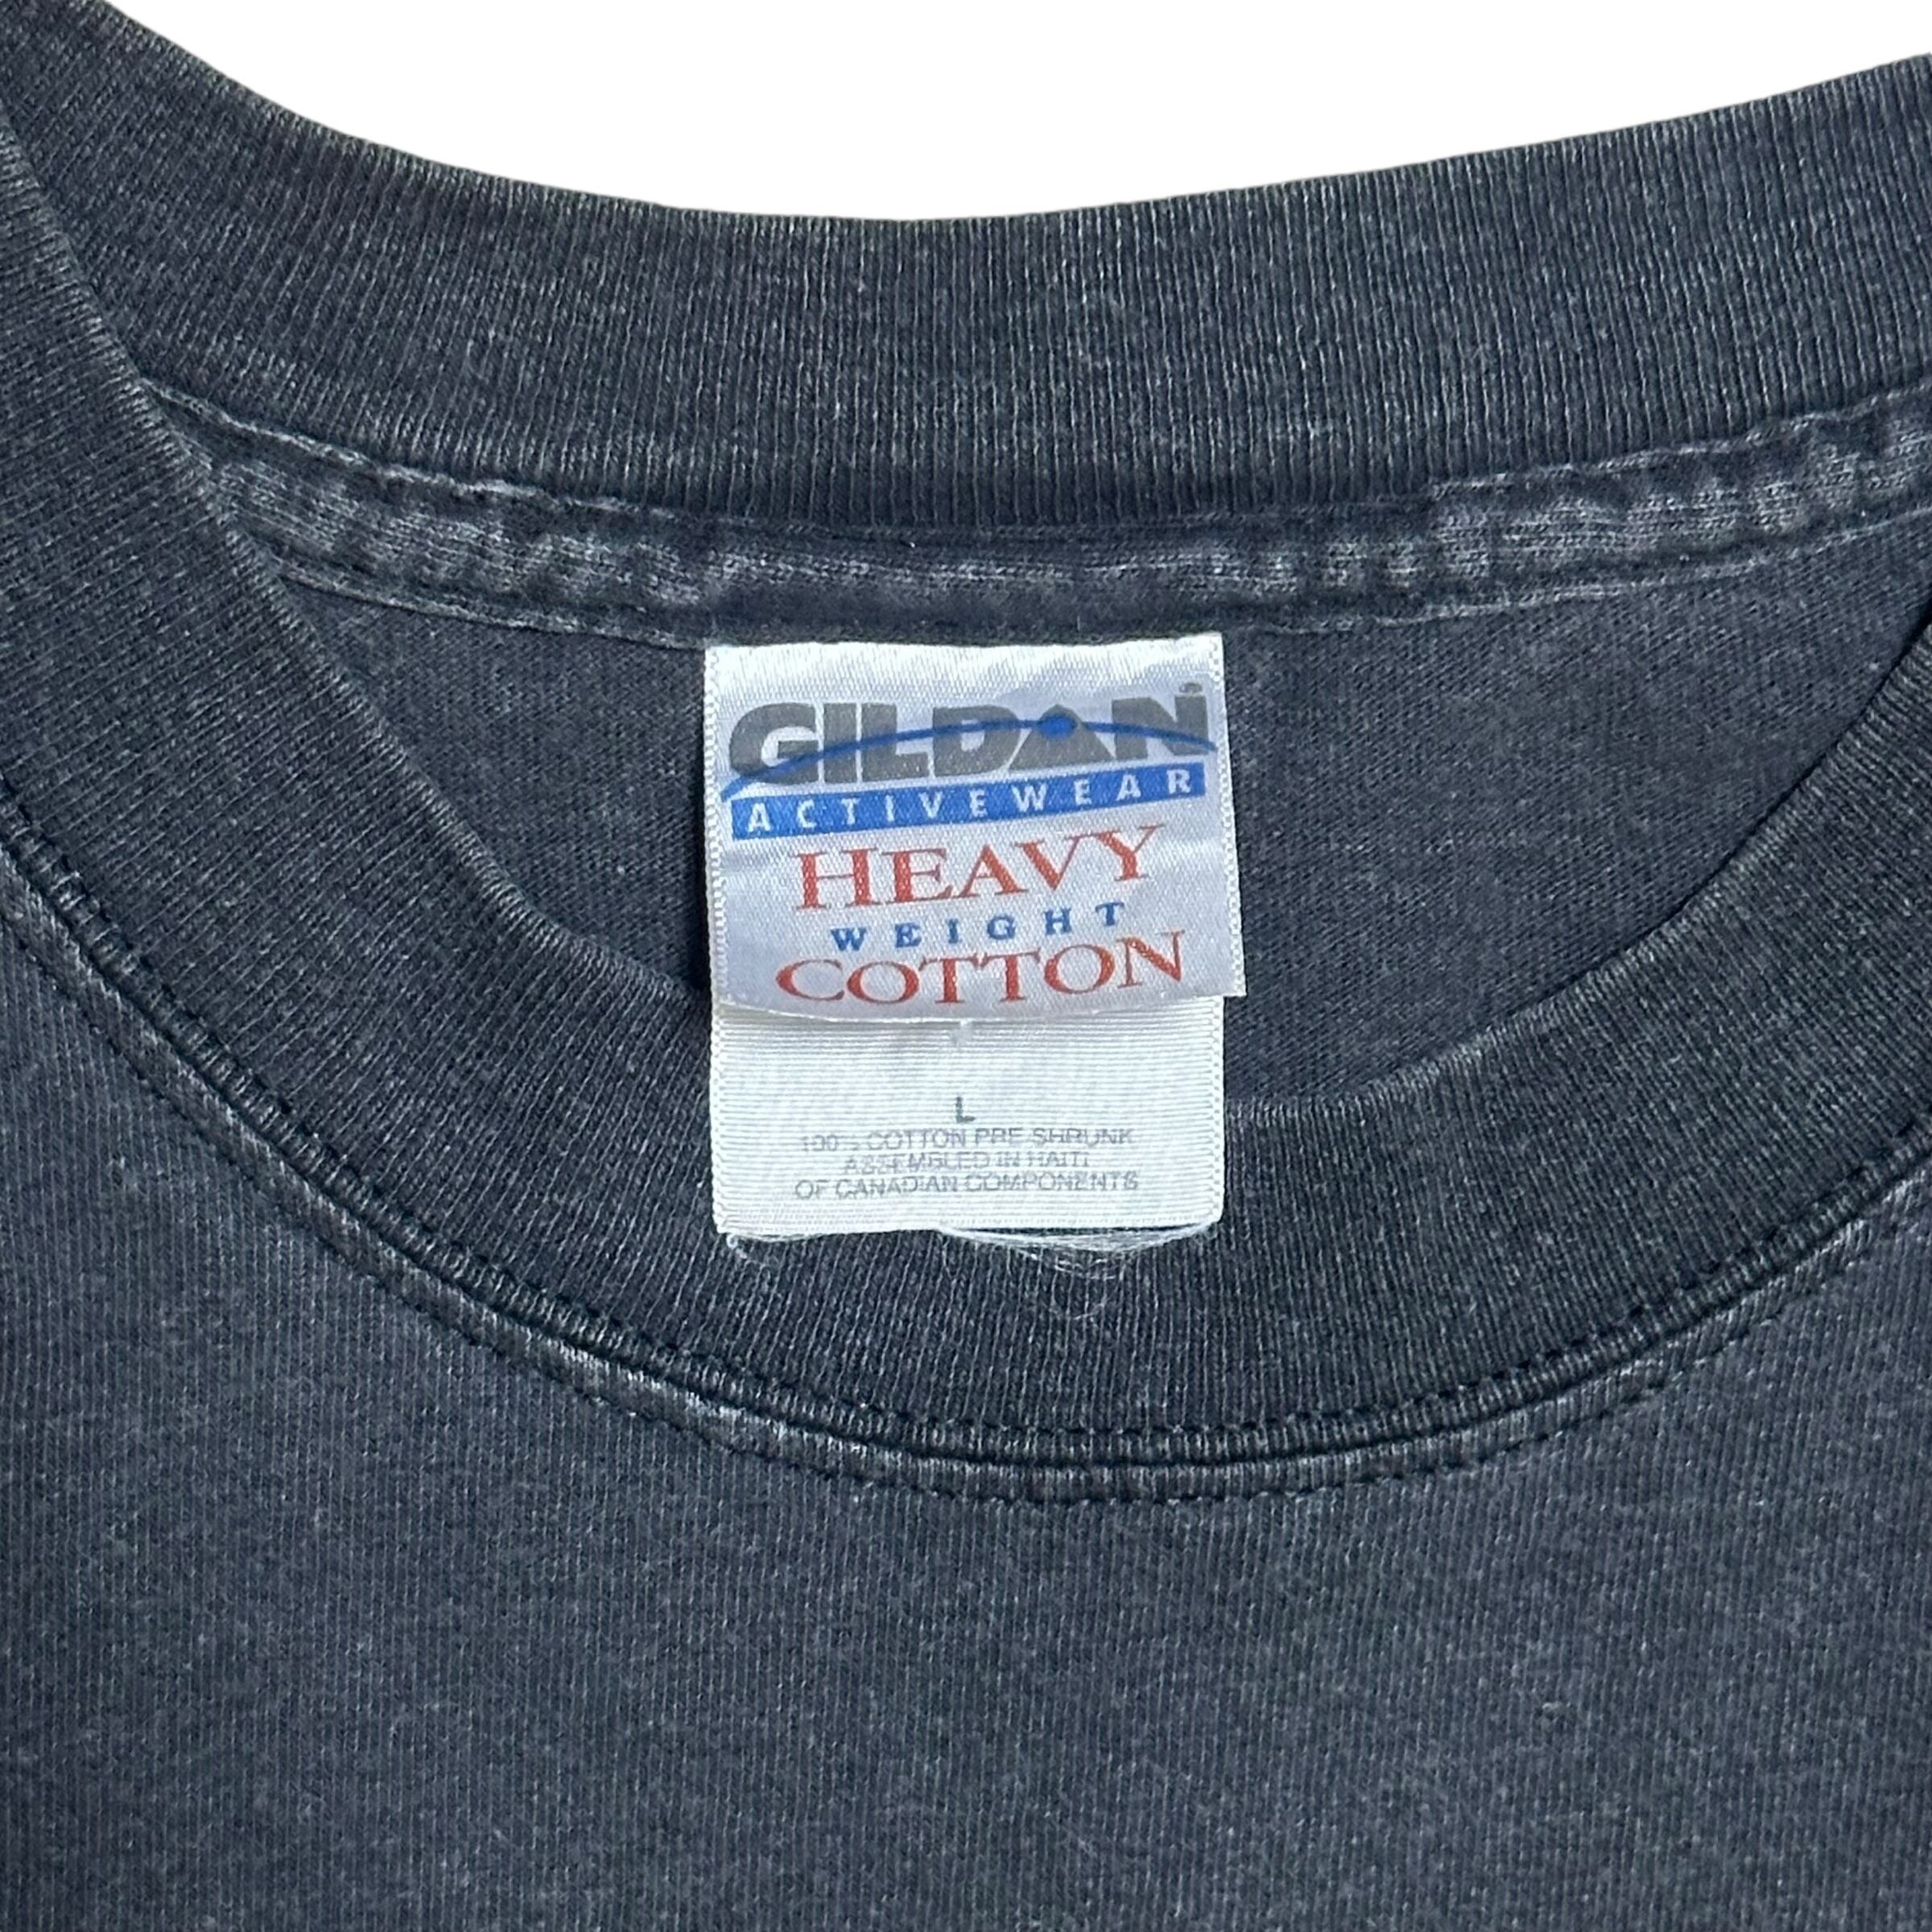 GILDAN
ACTIVEWEAR
HEAVY
WEIGHT
COTTON
L
100% COTTON PRE SHRUNK
ASSEMBLED IN HAITI
OF CANADIAN COMPONENTS